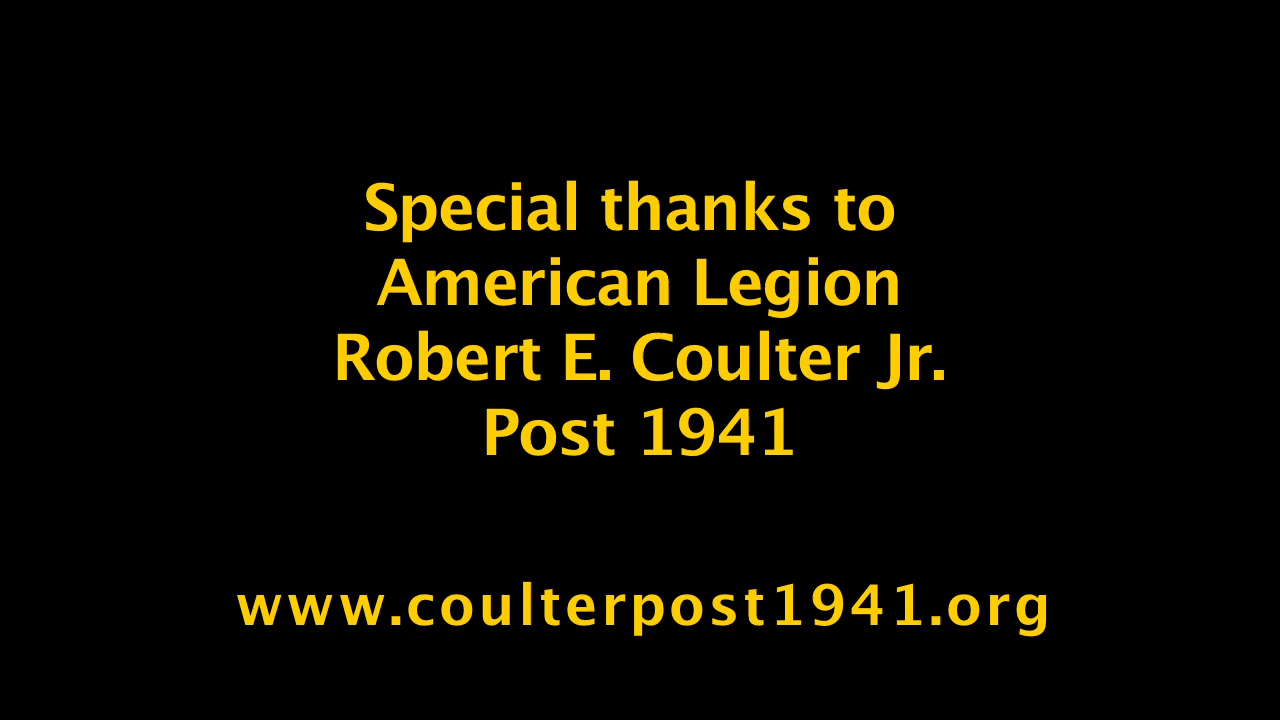 Special thanks to
American Legion
Robert E. Coulter Jr.
Post 1941
www.coulterpost1941.org